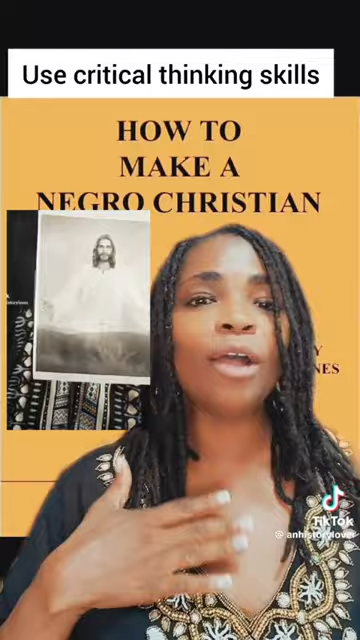 Use critical thinking skills
HOW TO
MAKE A
NEGRO CHRISTIAN
TikTok
@anhistorylover